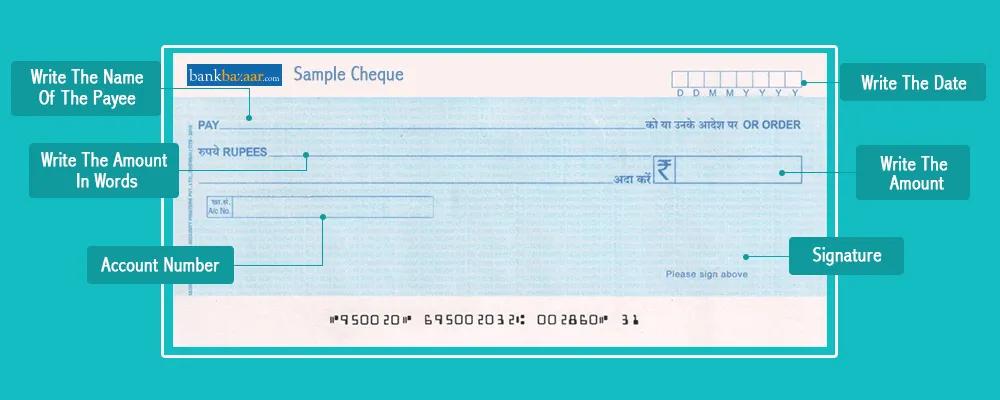 bankbazaar.com Sample Cheque
Write The Name
Of The Payee
Write The Date
D D M M Y Y Y Y
PAY को या उनके आदेश पर OR ORDER
Write The Amount
In Words
रुपये RUPEES
अदा करें ₹
Write The
Amount
खा.सं.
A/c No.
Account Number
Signature
Please sign above
⑈950020⑈ 695002032⑆ 002860⑈ 31